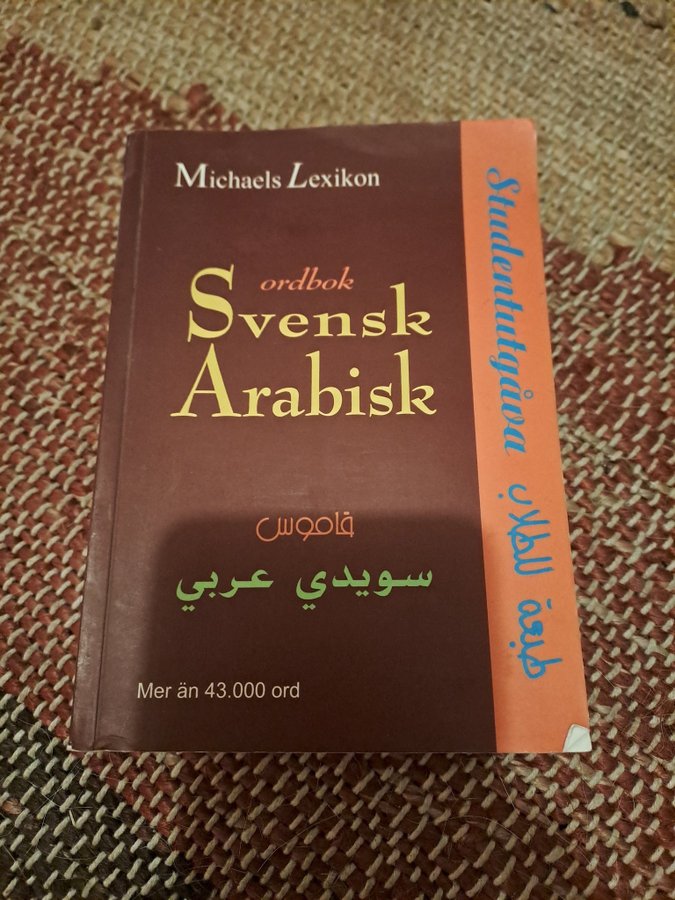 Michaels Lexikon
ordbok
Svensk
Arabisk
قاموس
سويدي عربي
Mer än 43.000 ord
Studentutgåva طبعة للطلاب